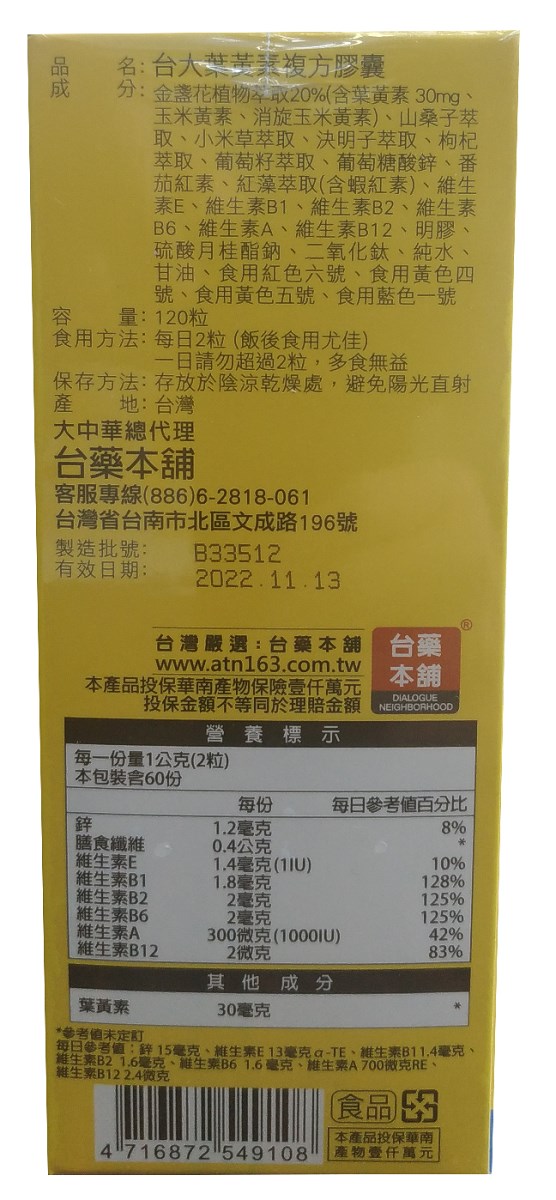 品 名：台大葉黃素複方膠囊
成 分：金盞花植物萃取20%(含葉黃素 30mg、
玉米黃素、消旋玉米黃素)、山桑子萃
取、小米草萃取、決明子萃取、枸杞
萃取、葡萄籽萃取、葡萄糖酸鋅、番
茄紅素、紅藻萃取(含蝦紅素)、維生
素E、維生素B1、維生素B2、維生素
B6、維生素A、維生素B12、明膠、
硫酸月桂酯鈉、二氧化鈦、純水、
甘油、食用紅色六號、食用黃色四
號、食用黃色五號、食用藍色一號
容 量：120粒
食用方法：每日2粒 (飯後食用尤佳)
一日請勿超過2粒，多食無益
保存方法：存放於陰涼乾燥處，避免陽光直射
產 地：台灣
大中華總代理
台藥本舖
客服專線(886)6-2818-061
台灣省台南市北區文成路196號
製造批號： B33512
有效日期： 2022.11.13
台灣嚴選：台藥本舖
www.atn163.com.tw
本產品投保華南產物保險壹仟萬元
投保金額不等同於理賠金額
®
台藥
本舖
DIALOGUE
NEIGHBORHOOD
營養標示
每一份量1公克(2粒)
本包裝含60份
每份 每日參考值百分比
鋅 1.2毫克 8%
膳食纖維 0.4公克 *
維生素E 1.4毫克(1IU) 10%
維生素B1 1.8毫克 128%
維生素B2 2毫克 125%
維生素B6 2毫克 125%
維生素A 300微克(1000IU) 42%
維生素B12 2微克 83%
其他成分
葉黃素 30毫克 *
*參考值未定訂
每日參考值：鋅 15毫克、維生素E 13毫克 α-TE、維生素B1 1.4毫克、
維生素B2 1.6毫克、維生素B6 1.6毫克、維生素A 700微克RE、
維生素B12 2.4微克
4 716872 549108
食品
本產品投保華南
產物壹仟萬元